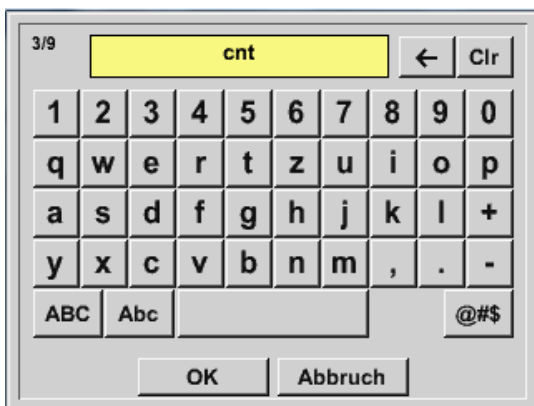 3/9 cnt ← Clr
1 2 3 4 5 6 7 8 9 0
q w e r t z u i o p
a s d f g h j k l +
y x c v b n m , . -
ABC Abc @#$
OK Abbruch